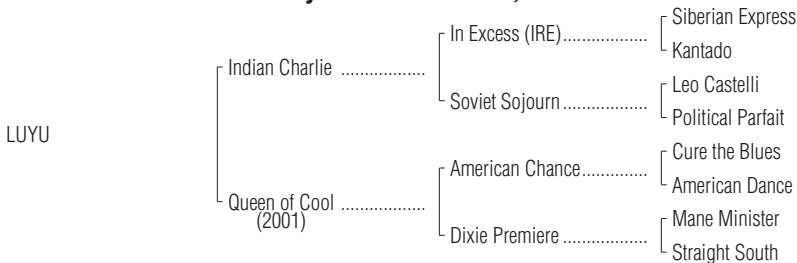 Siberian Express
In Excess (IRE)..................
Kantado
Indian Charlie ..................
Leo Castelli
Soviet Sojourn ..................
Political Parfait
LUYU
Cure the Blues
American Chance..............
American Dance
Queen of Cool ..................
(2001)
Mane Minister
Dixie Premiere ..................
Straight South